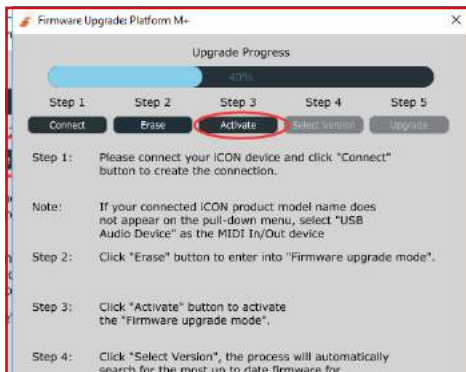 Firmware Upgrade: Platform M+
Upgrade Progress
40%
Step 1 Step 2 Step 3 Step 4 Step 5
Connect Erase Activate Select Version Upgrade
Step 1: Please connect your iCON device and click "Connect"
button to create the connection.
Note: If your connected iCON product model name does
not appear on the pull-down menu, select "USB
Audio Device" as the MIDI In/Out device
Step 2: Click "Erase" button to enter into "Firmware upgrade mode".
Step 3: Click "Activate" button to activate
the "Firmware upgrade mode".
Step 4: Click "Select Version", the process will automatically
search for the most up to date firmware for